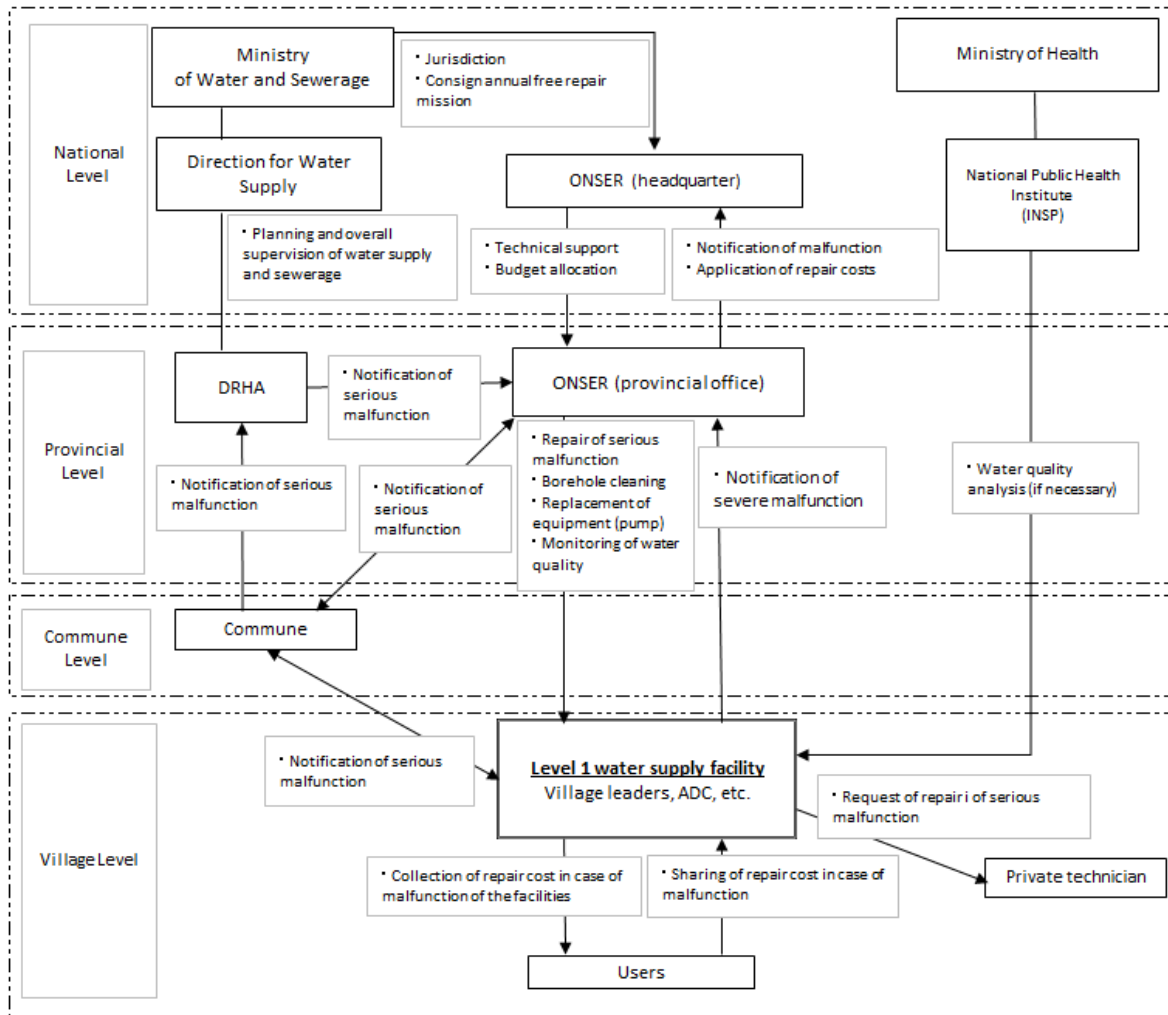 National
Level
Ministry
of Water and Sewerage
· Jurisdiction
· Consign annual free repair
mission
Ministry of Health
Direction for Water
Supply
ONSER (headquarter)
National Public Health
Institute
(INSP)
· Planning and overall
supervision of water supply
and sewerage
· Technical support
· Budget allocation
· Notification of malfunction
· Application of repair costs
Provincial
Level
DRHA
· Notification of
serious
malfunction
ONSER (provincial office)
· Notification of serious
malfunction
· Notification of
serious
malfunction
· Repair of serious
malfunction
· Borehole cleaning
· Replacement of
equipment (pump)
· Monitoring of water
quality
· Notification of
severe malfunction
· Water quality
analysis (if necessary)
Commune
Level
Commune
Village Level
· Notification of serious
malfunction
Level 1 water supply facility
Village leaders, ADC, etc.
· Request of repair i of serious
malfunction
· Collection of repair cost in case of
malfunction of the facilities
· Sharing of repair cost in case of
malfunction
Private technician
Users